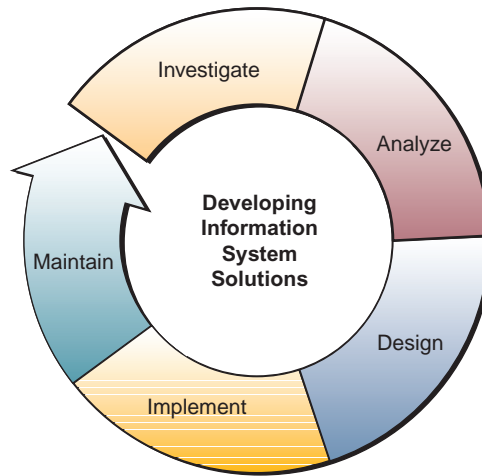 Investigate
Analyze
Developing
Information
System
Solutions
Maintain
Design
Implement